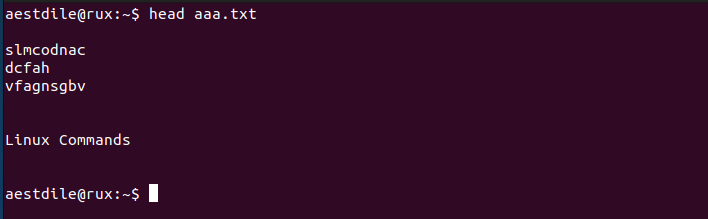 aestdile@rux:~$ head aaa.txt
slmcodnac
dcfah
vfagnsgbv
Linux Commands
aestdile@rux:~$